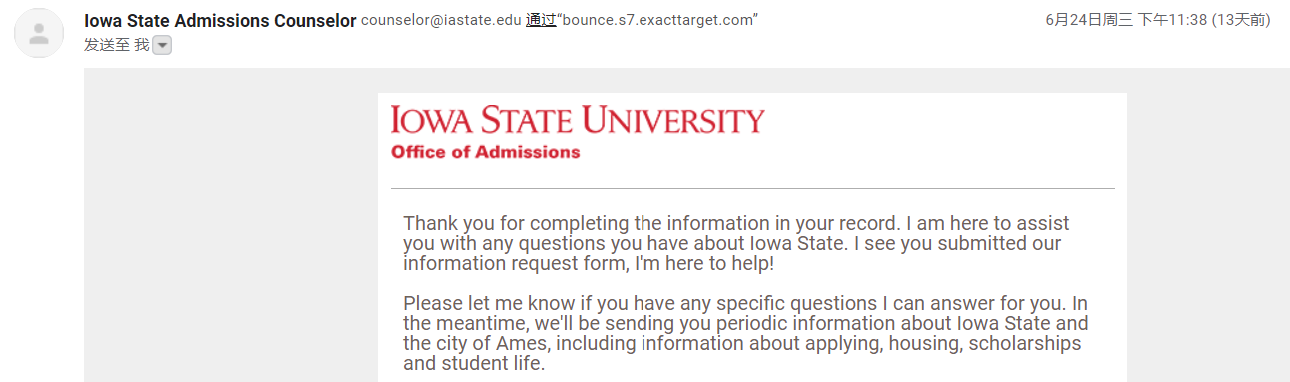 Iowa State Admissions Counselor counselor@iastate.edu 通过“bounce.s7.exacttarget.com” 6月24日周三 下午11:38 (13天前)
发送至 我
IOWA STATE UNIVERSITY
Office of Admissions
Thank you for completing the information in your record. I am here to assist
you with any questions you have about Iowa State. I see you submitted our
information request form, I'm here to help!
Please let me know if you have any specific questions I can answer for you. In
the meantime, we'll be sending you periodic information about Iowa State and
the city of Ames, including information about applying, housing, scholarships
and student life.